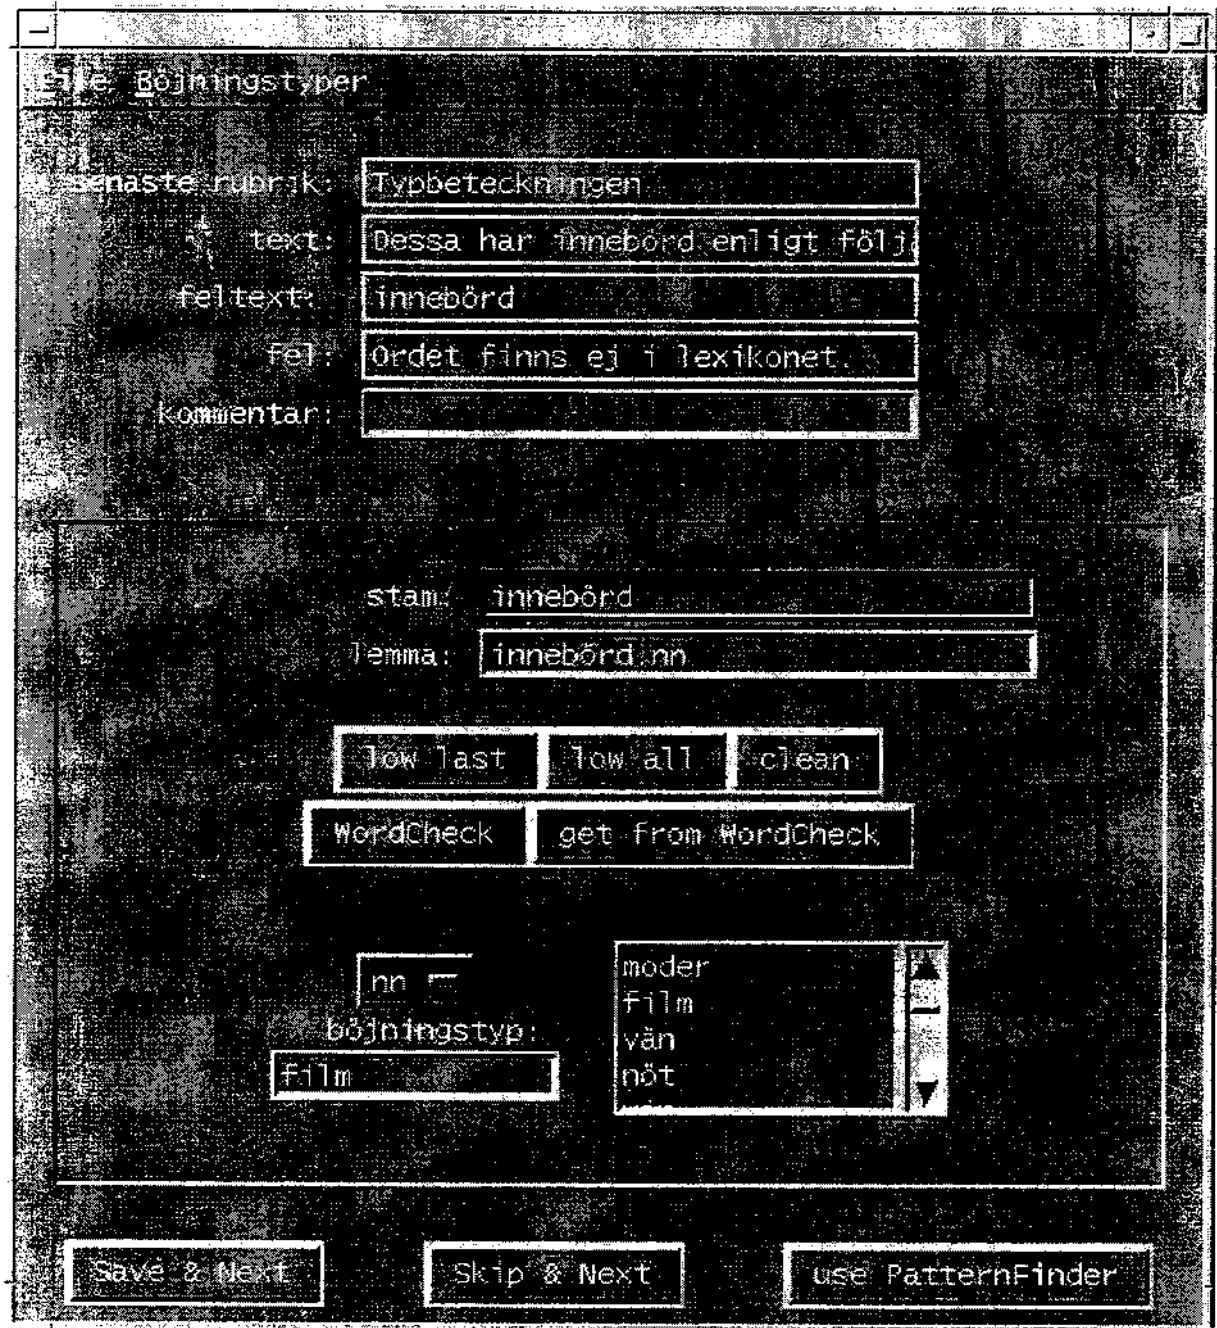 File Böjningstyper
senaste rubrik: Typbeteckningen
text: Dessa har innebörd enligt följ
feltext: innebörd
fel: Ordet finns ej i lexikonet.
kommentar:
stam: innebörd
lemma: innebörd.nn
low last low all clean
WordCheck get from WordCheck
nn
böjningstyp:
film
moder
film
vän
nöt
Save & Next Skip & Next use PatternFinder